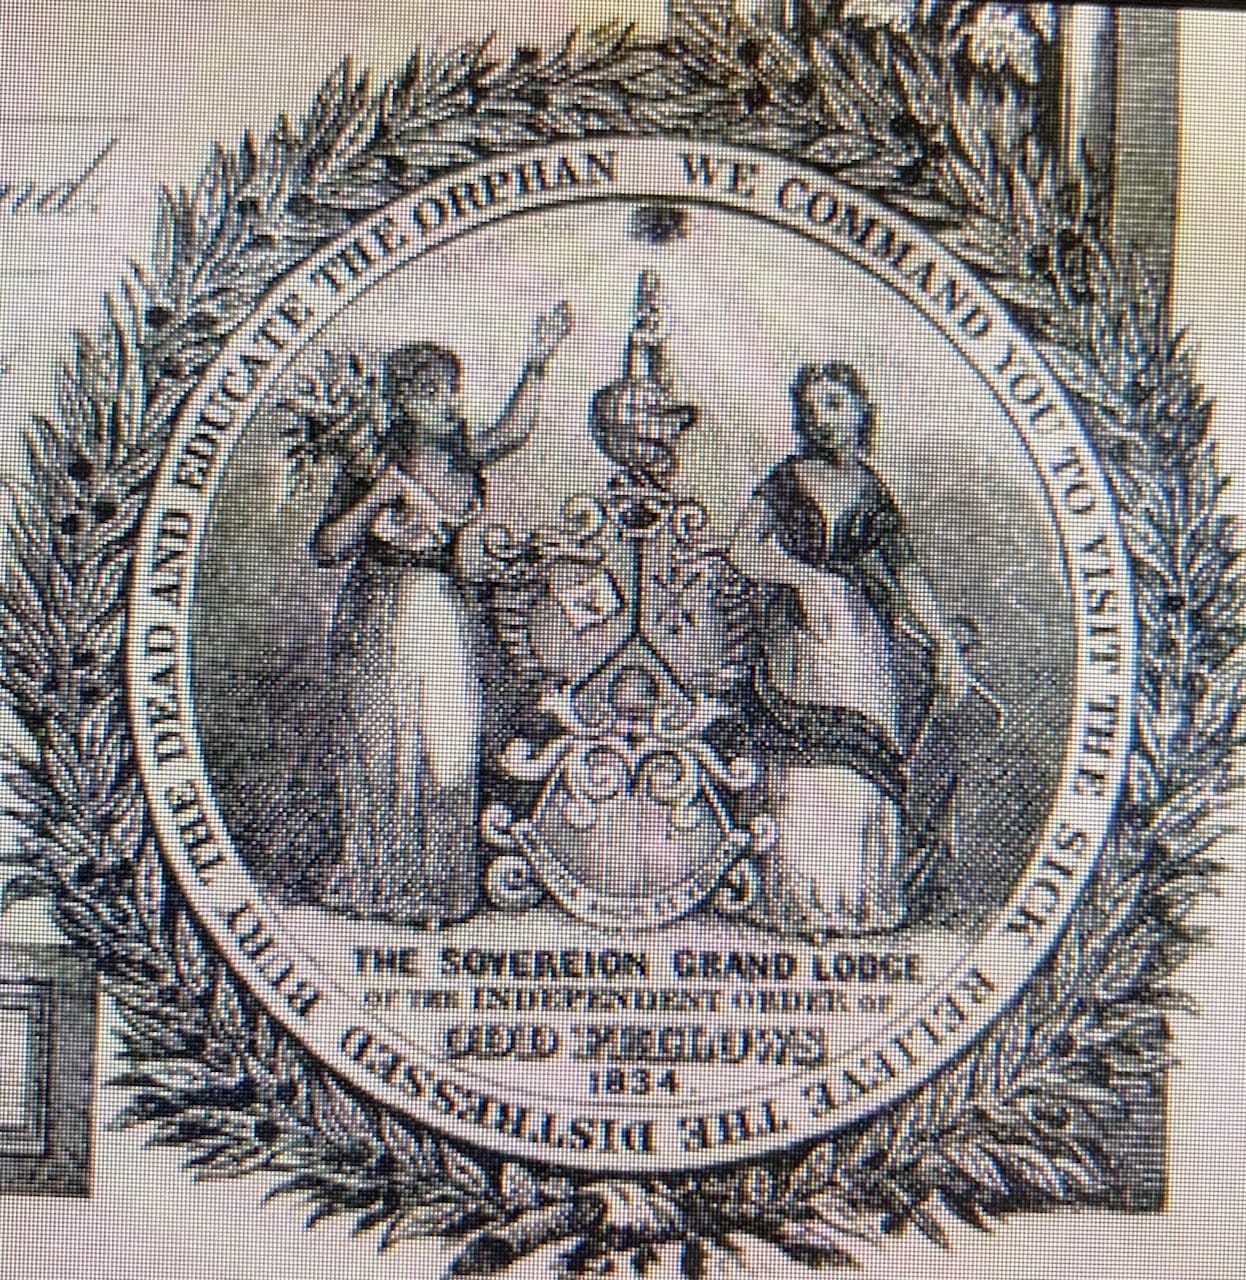 nd.
WE COMMAND YOU TO VISIT THE SICK RELIEVE THE DISTRESSED BURY THE DEAD AND EDUCATE THE ORPHAN
THE SOVEREIGN GRAND LODGE
OF THE INDEPENDENT ORDER OF
ODD FELLOWS
1834.